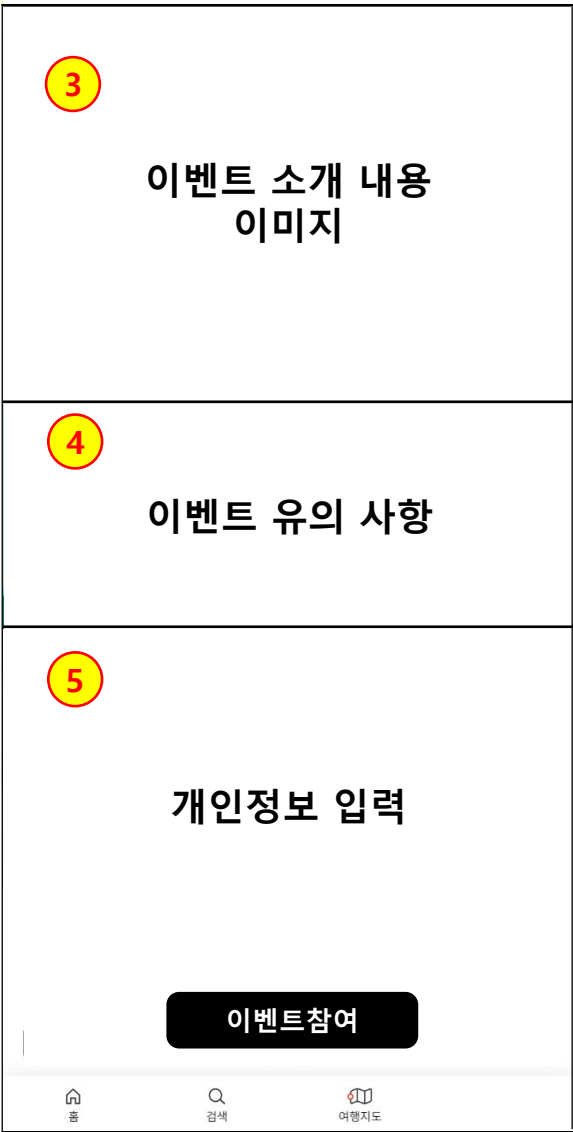 3
이벤트 소개 내용
이미지
4
이벤트 유의 사항
5
개인정보 입력
이벤트참여
홈 검색 여행지도